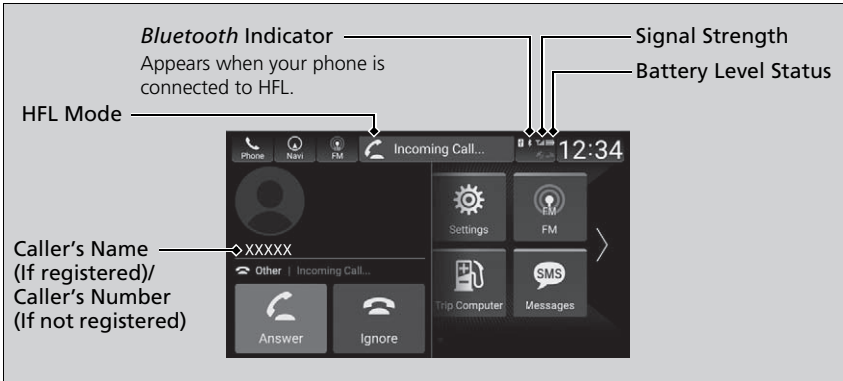 Bluetooth Indicator
Appears when your phone is
connected to HFL.
Signal Strength
Battery Level Status
HFL Mode
Phone
Navi
FM
Incoming Call...
12:34
Settings
FM
Caller's Name
(If registered)/
Caller's Number
(If not registered)
XXXXX
Other | Incoming Call...
Trip Computer
SMS
Messages
Answer
Ignore